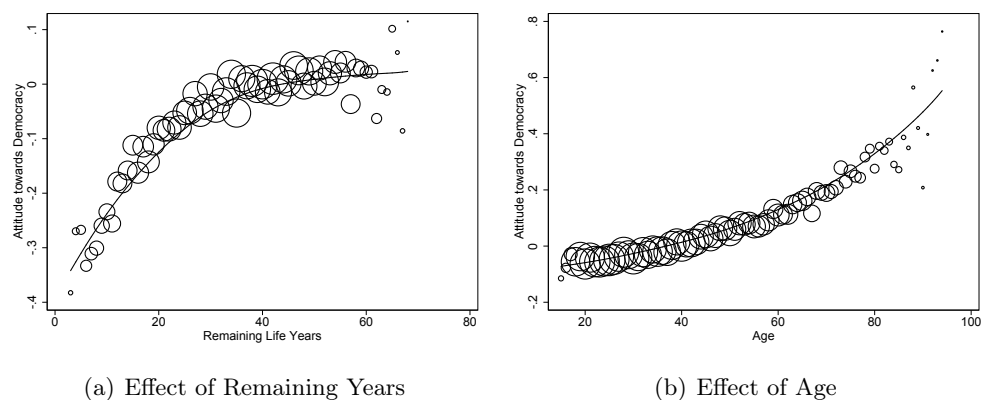 Attitude towards Democracy
.1
0
-.1
-.2
-.3
-.4
0 20 40 60 80
Remaining Life Years
(a) Effect of Remaining Years
Attitude towards Democracy
.8
.6
.4
.2
0
-.2
20 40 60 80 100
Age
(b) Effect of Age